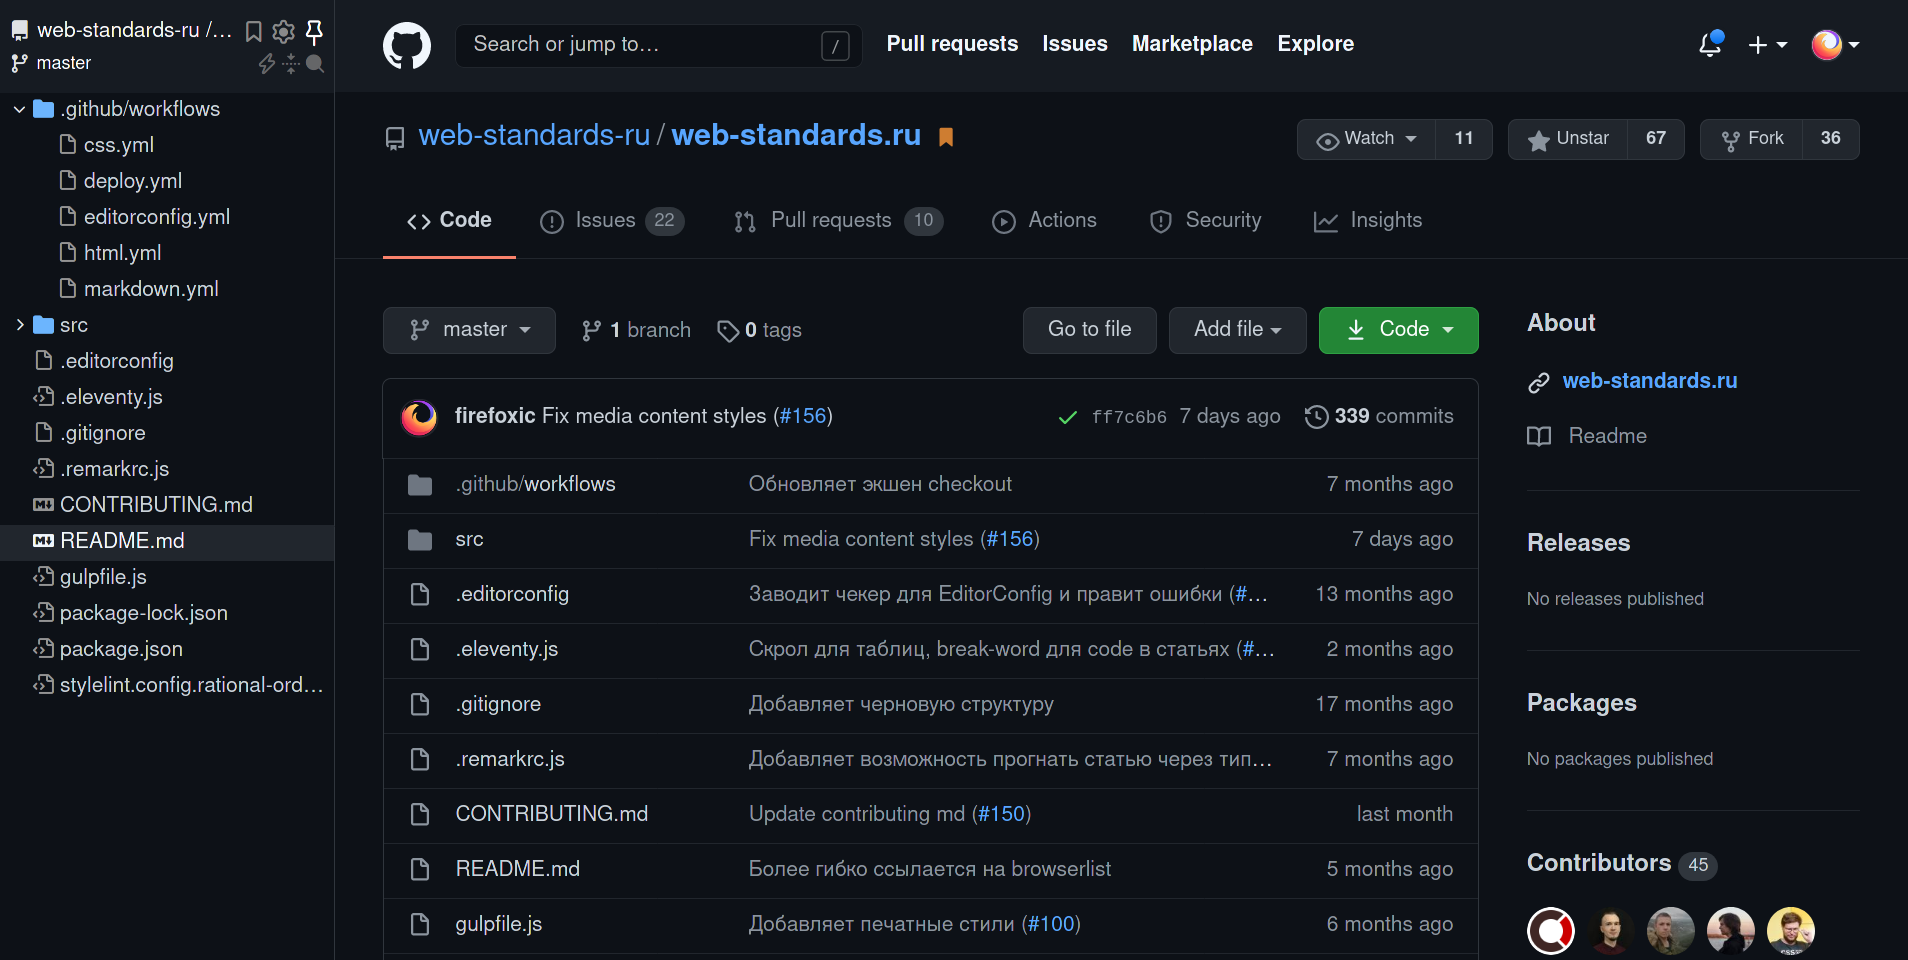 web-standards-ru /...
master
.github/workflows
css.yml
deploy.yml
editorconfig.yml
html.yml
markdown.yml
src
.editorconfig
.eleventy.js
.gitignore
.remarkrc.js
CONTRIBUTING.md
README.md
gulpfile.js
package-lock.json
package.json
stylelint.config.rational-ord...
Search or jump to... /
Pull requests Issues Marketplace Explore
web-standards-ru / web-standards.ru
Watch 11 Unstar 67 Fork 36
Code Issues 22 Pull requests 10 Actions Security Insights
master 1 branch 0 tags Go to file Add file Code
firefoxic Fix media content styles (#156) ff7c6b6 7 days ago 339 commits
.github/workflows Обновляет экшен checkout 7 months ago
src Fix media content styles (#156) 7 days ago
.editorconfig Заводит чекер для EditorConfig и правит ошибки (#... 13 months ago
.eleventy.js Скрол для таблиц, break-word для code в статьях (#... 2 months ago
.gitignore Добавляет черновую структуру 17 months ago
.remarkrc.js Добавляет возможность прогнать статью через тип... 7 months ago
CONTRIBUTING.md Update contributing md (#150) last month
README.md Более гибко ссылается на browserlist 5 months ago
gulpfile.js Добавляет печатные стили (#100) 6 months ago
About
web-standards.ru
Readme
Releases
No releases published
Packages
No packages published
Contributors 45